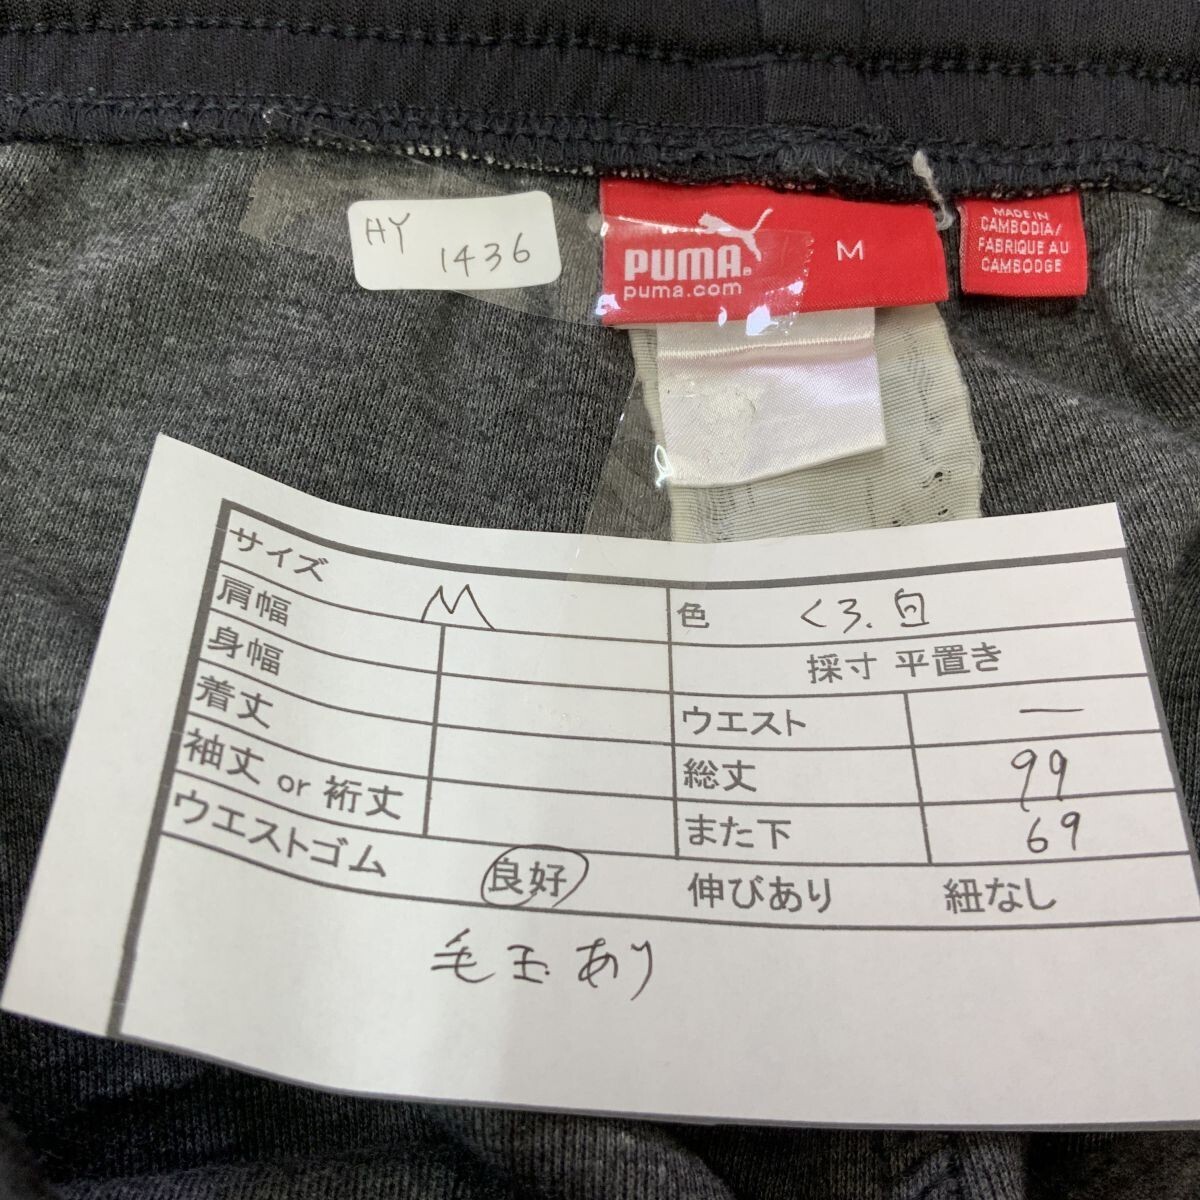 HY
1436
PUMA®
puma.com
M
MADE IN
CAMBODIA/
FABRIQUE AU
CAMBODGE
サイズ M 色 くろ.白
肩幅 採寸 平置き
身幅 ウエスト ー
着丈 総丈 99
袖丈 or 裄丈 また下 69
ウエストゴム 良好 伸びあり 紐なし
毛玉あり